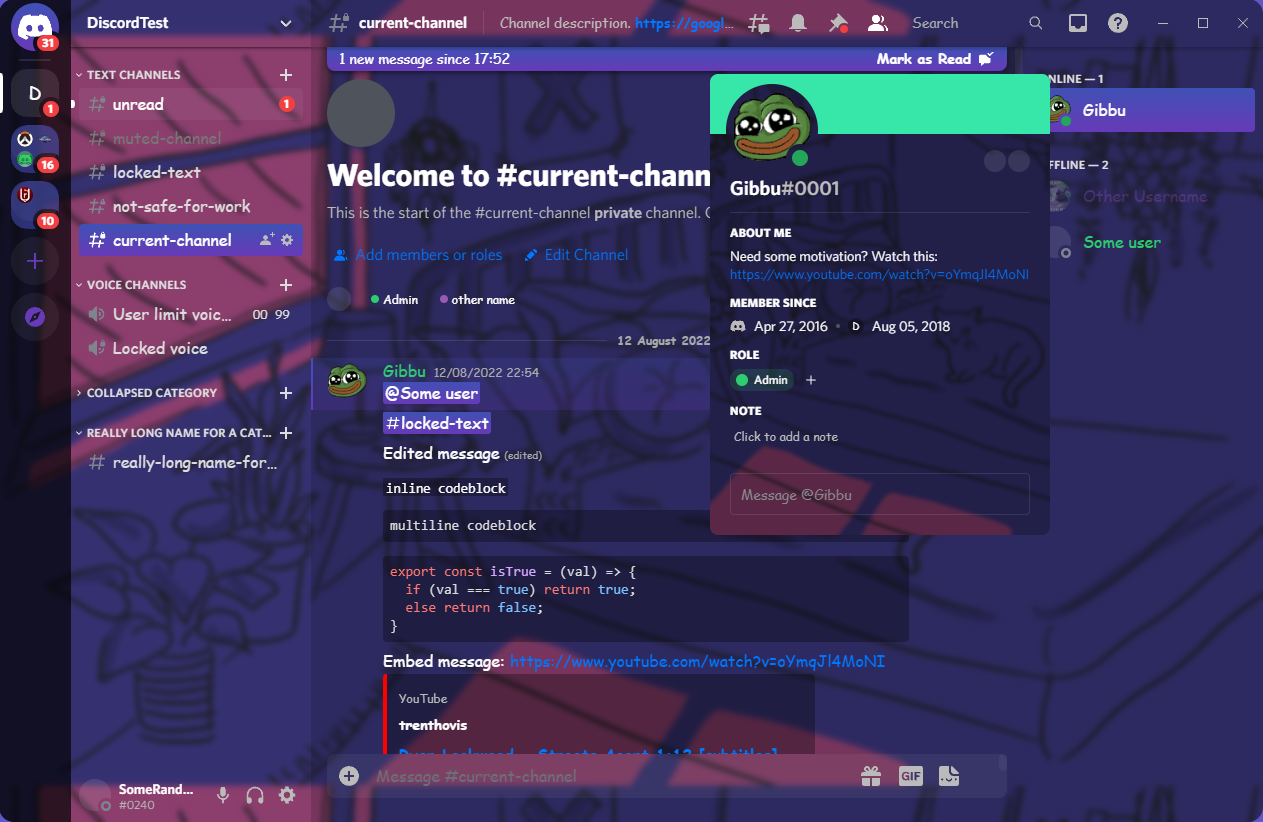 31
D
1
16
10
DiscordTest
TEXT CHANNELS
unread
1
muted-channel
locked-text
not-safe-for-work
current-channel
VOICE CHANNELS
User limit voic... 00 99
Locked voice
COLLAPSED CATEGORY
REALLY LONG NAME FOR A CAT...
really-long-name-for...
SomeRand...
#0240
current-channel
Channel description. https://googl...
Search
1 new message since 17:52
Mark as Read
Welcome to #current-chann
This is the start of the #current-channel private channel.
Add members or roles
Edit Channel
Admin
other name
12 August 2022
Gibbu 12/08/2022 22:54
@Some user
#locked-text
Edited message (edited)
inline codeblock
multiline codeblock
export const isTrue = (val) => {
if (val === true) return true;
else return false;
}
Embed message: https://www.youtube.com/watch?v=oYmqJl4MoNI
YouTube
trenthovis
Message #current-channel
GIF
Gibbu#0001
ABOUT ME
Need some motivation? Watch this:
https://www.youtube.com/watch?v=oYmqJl4MoNI
MEMBER SINCE
Apr 27, 2016 • D Aug 05, 2018
ROLE
Admin
NOTE
Click to add a note
Message @Gibbu
NLINE — 1
Gibbu
FFLINE — 2
Other Username
Some user